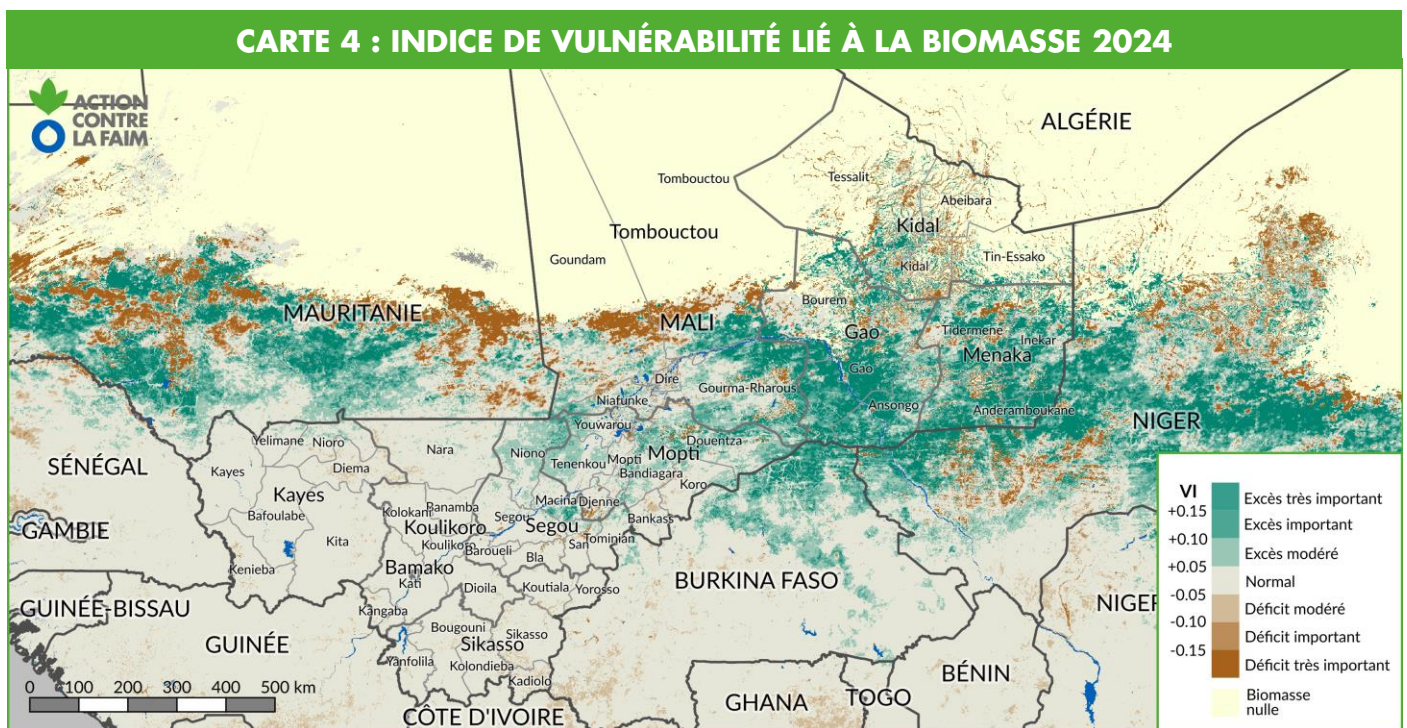 CARTE 4 : INDICE DE VULNÉRABILITÉ LIÉ À LA BIOMASSE 2024
ACTION
CONTRE
LA FAIM
ALGÉRIE
Tessalit
Tombouctou
Abeibara
Kidal
Tombouctou
Tin-Essako
Goundam
Kidal
Bourem
MAURITANIE
MALI
Gao
Tidermene
Inekar
Menaka
Gao
Dire
Gourma-Rharous
Niafunke
Ansongo
Anderamboukane
Youwarou
NIGER
Yelimane
Nioro
Nara
Niono
Douentza
Mopti
Mopti
Tenenkou
SÉNÉGAL
Kayes
Diema
Bandiagara
Koro
Kayes
Macina
Djenne
Banamba
Kolokani
Segou
Bafoulabe
Koulikoro
Segou
Bankass
GAMBIE
Kita
Koulikoro
Baroueli
Bla
San
Tominian
Kenieba
Bamako
Kati
Dioila
Koutiala
Yorosso
BURKINA FASO
GUINÉE-BISSAU
Kangaba
NIGER
GUINÉE
Bougouni
Sikasso
Sikasso
Yanfolila
Kolondieba
Kadiolo
BÉNIN
GHANA
TOGO
CÔTE D'IVOIRE
0 100 200 300 400 500 km
VI
+0.15
+0.10
+0.05
-0.05
-0.10
-0.15
Excès très important
Excès important
Excès modéré
Normal
Déficit modéré
Déficit important
Déficit très important
Biomasse
nulle